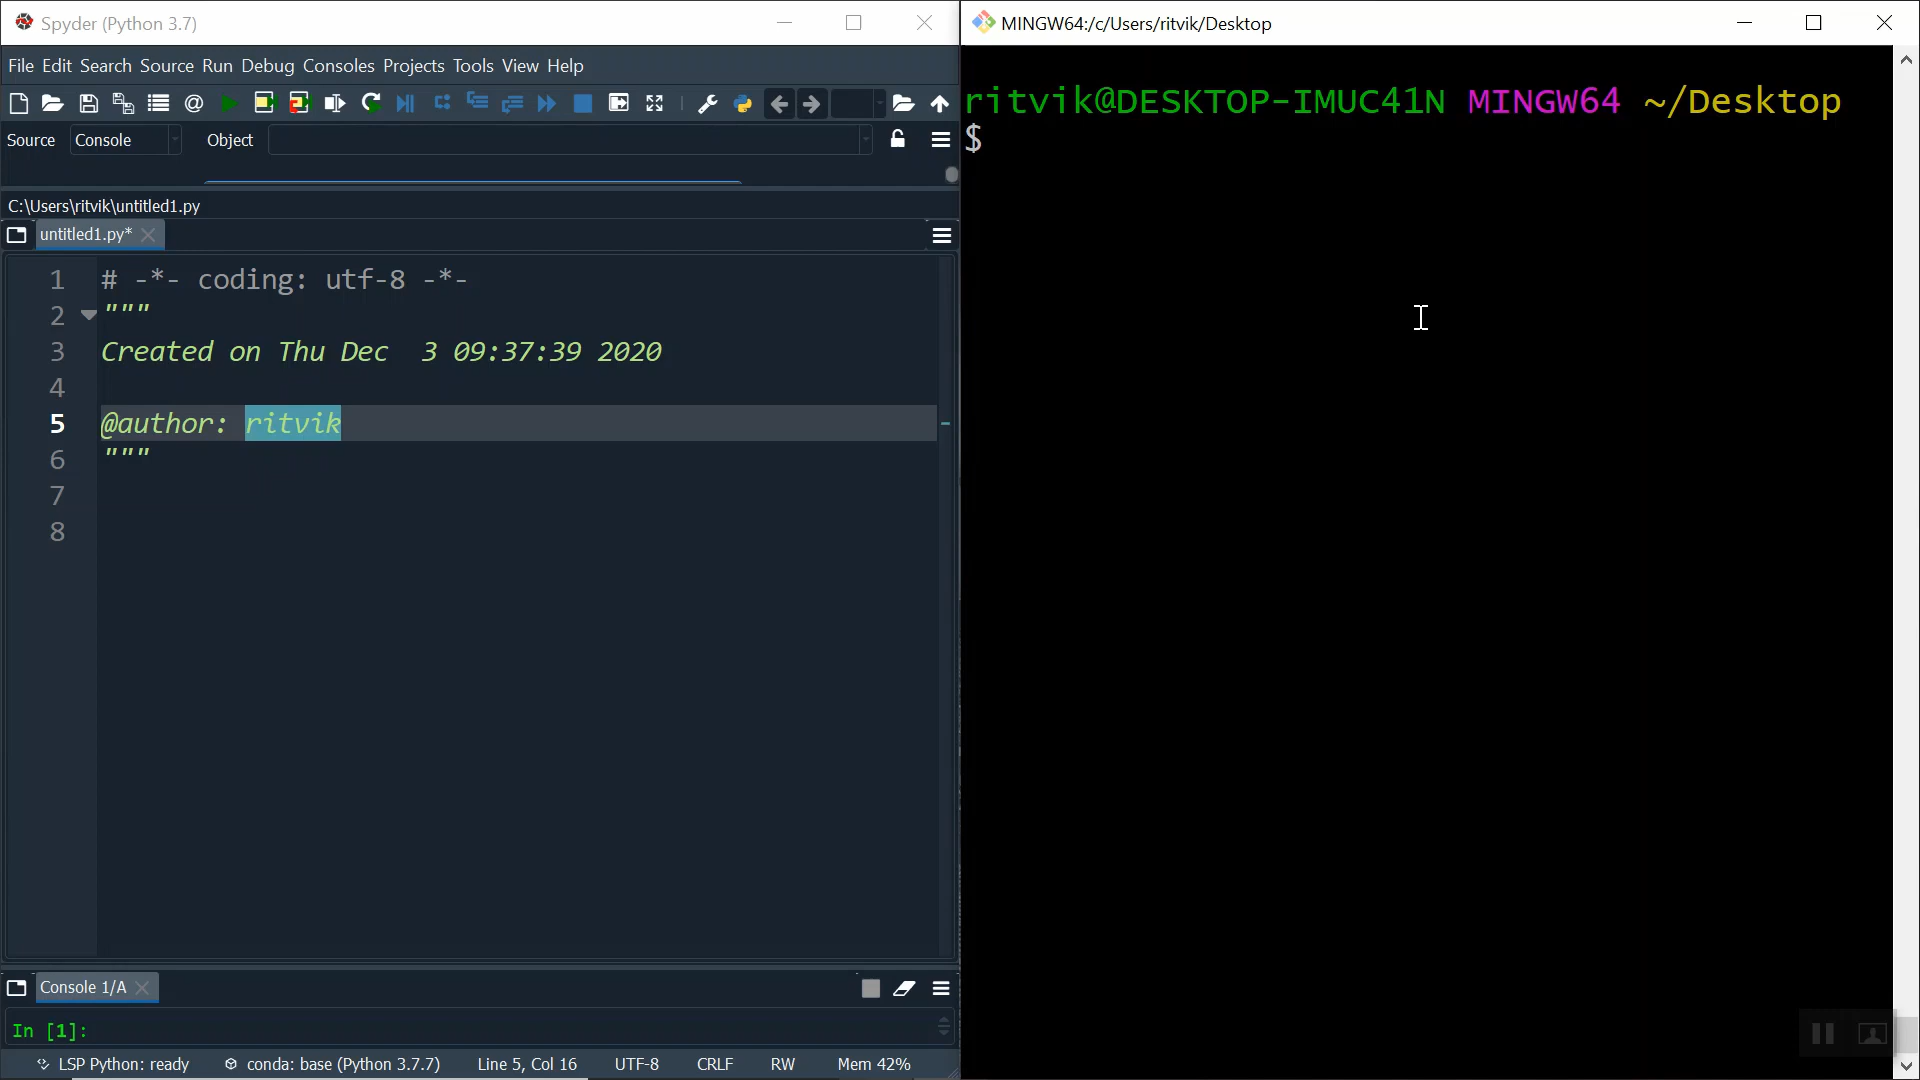 Spyder (Python 3.7)
File Edit Search Source Run Debug Consoles Projects Tools View Help
Source Console Object
C:\Users\ritvik\untitled1.py
untitled1.py*
1 # -*- coding: utf-8 -*-
2 """
3 Created on Thu Dec  3 09:37:39 2020
4
5 @author: ritvik
6 """
7
8
Console 1/A
In [1]:
LSP Python: ready conda: base (Python 3.7.7) Line 5, Col 16 UTF-8 CRLF RW Mem 42%
MINGW64:/c/Users/ritvik/Desktop
ritvik@DESKTOP-IMUC41N MINGW64 ~/Desktop
$